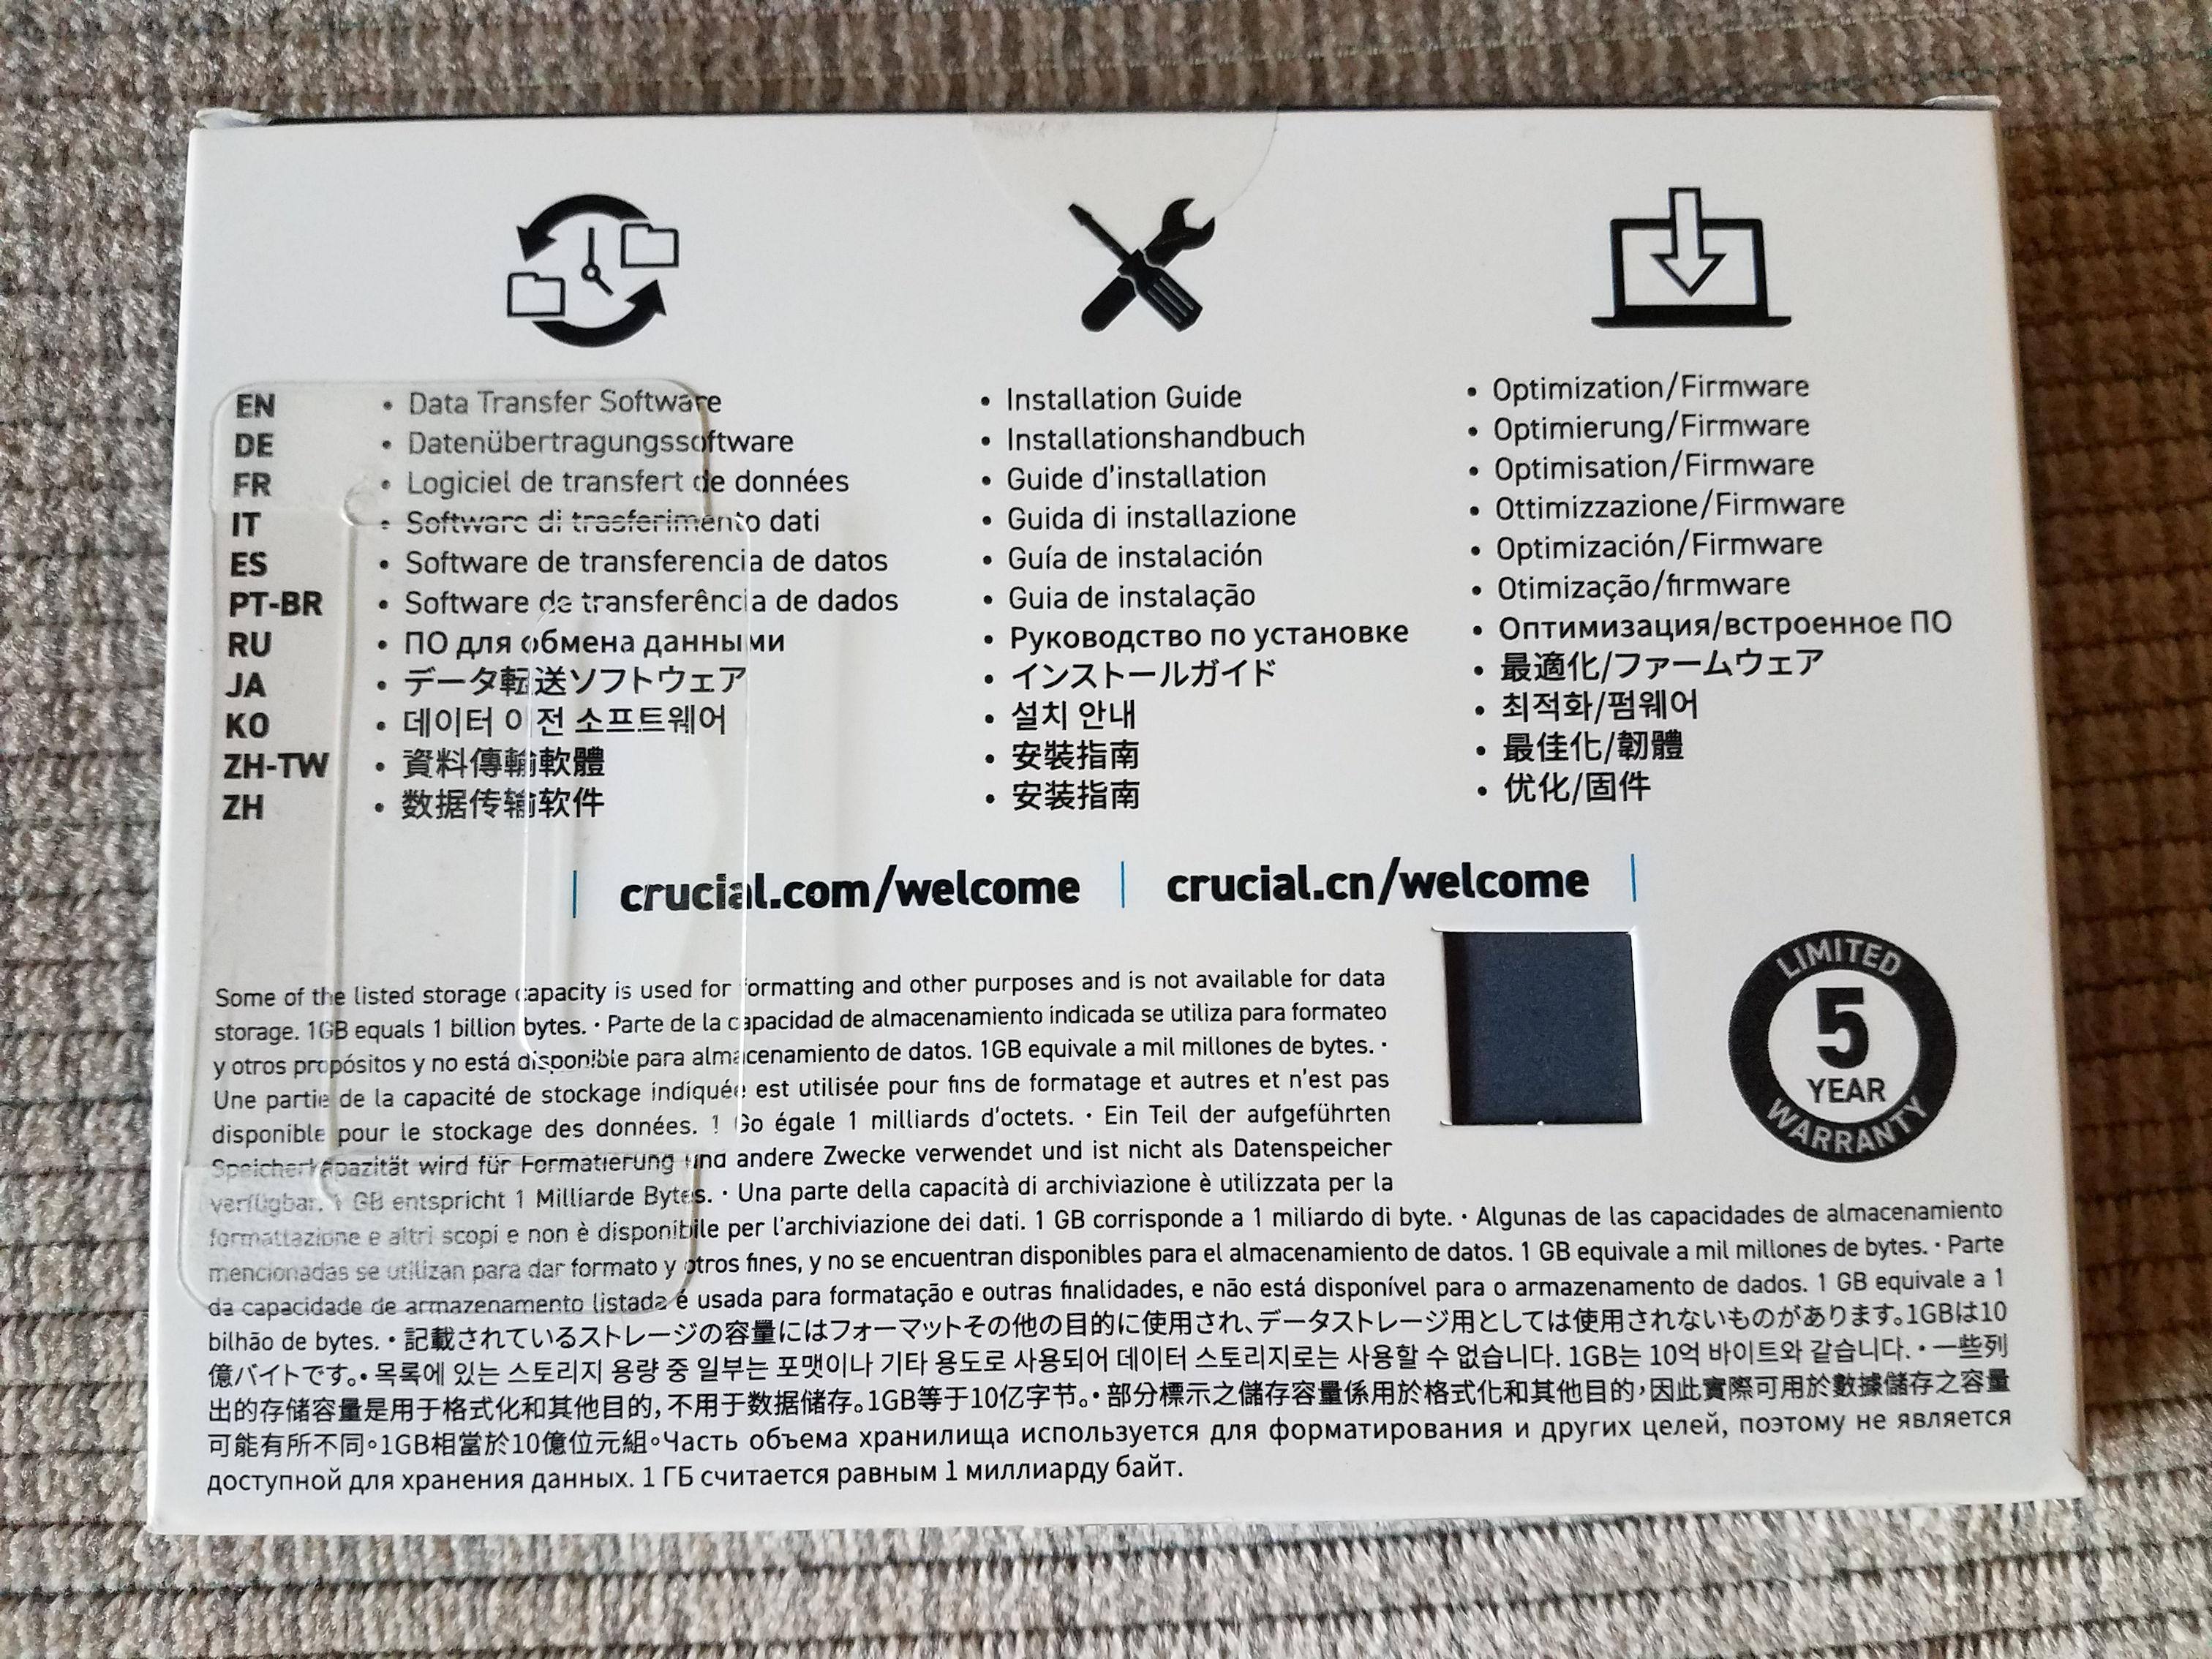 EN • Data Transfer Software • Installation Guide • Optimization/Firmware
DE • Datenübertragungssoftware • Installationshandbuch • Optimierung/Firmware
FR • Logiciel de transfert de données • Guide d'installation • Optimisation/Firmware
IT • Software di trasferimento dati • Guida di installazione • Ottimizzazione/Firmware
ES • Software de transferencia de datos • Guía de instalación • Optimización/Firmware
PT-BR • Software de transferência de dados • Guia de instalação • Otimização/firmware
RU • ПО для обмена данными • Руководство по установке • Оптимизация/встроенное ПО
JA • データ転送ソフトウェア • インストールガイド • 最適化/ファームウェア
KO • 데이터 이전 소프트웨어 • 설치 안내 • 최적화/펌웨어
ZH-TW • 資料傳輸軟體 • 安裝指南 • 最佳化/韌體
ZH • 数据传输软件 • 安装指南 • 优化/固件
crucial.com/welcome | crucial.cn/welcome
LIMITED
5
YEAR
WARRANTY
Some of the listed storage capacity is used for formatting and other purposes and is not available for data
storage. 1GB equals 1 billion bytes. • Parte de la capacidad de almacenamiento indicada se utiliza para formateo
y otros propósitos y no está disponible para almacenamiento de datos. 1GB equivale a mil millones de bytes. •
Une partie de la capacité de stockage indiquée est utilisée pour fins de formatage et autres et n'est pas
disponible pour le stockage des données. 1 Go égale 1 milliards d'octets. • Ein Teil der aufgeführten
Speicherkapazität wird für Formatierung und andere Zwecke verwendet und ist nicht als Datenspeicher
verfügbar. 1 GB entspricht 1 Milliarde Bytes. • Una parte della capacità di archiviazione è utilizzata per la
formattazione e altri scopi e non è disponibile per l'archiviazione dei dati. 1 GB corrisponde a 1 miliardo di byte. • Algunas de las capacidades de almacenamiento
mencionadas se utilizan para dar formato y otros fines, y no se encuentran disponibles para el almacenamiento de datos. 1 GB equivale a mil millones de bytes. • Parte
da capacidade de armazenamento listada é usada para formatação e outras finalidades, e não está disponível para o armazenamento de dados. 1 GB equivale a 1
bilhão de bytes. • 記載されているストレージの容量にはフォーマットその他の目的に使用され、データストレージ用としては使用されないものがあります。1GBは10
億バイトです。• 목록에 있는 스토리지 용량 중 일부는 포맷이나 기타 용도로 사용되어 데이터 스토리지로는 사용할 수 없습니다. 1GB는 10억 바이트와 같습니다. • 一些列
出的存储容量是用于格式化和其他目的, 不用于数据储存。1GB等于10亿字节。• 部分標示之儲存容量係用於格式化和其他目的，因此實際可用於數據儲存之容量
可能有所不同。1GB相當於10億位元組。Часть объема хранилища используется для форматирования и других целей, поэтому не является
доступной для хранения данных. 1 ГБ считается равным 1 миллиарду байт.